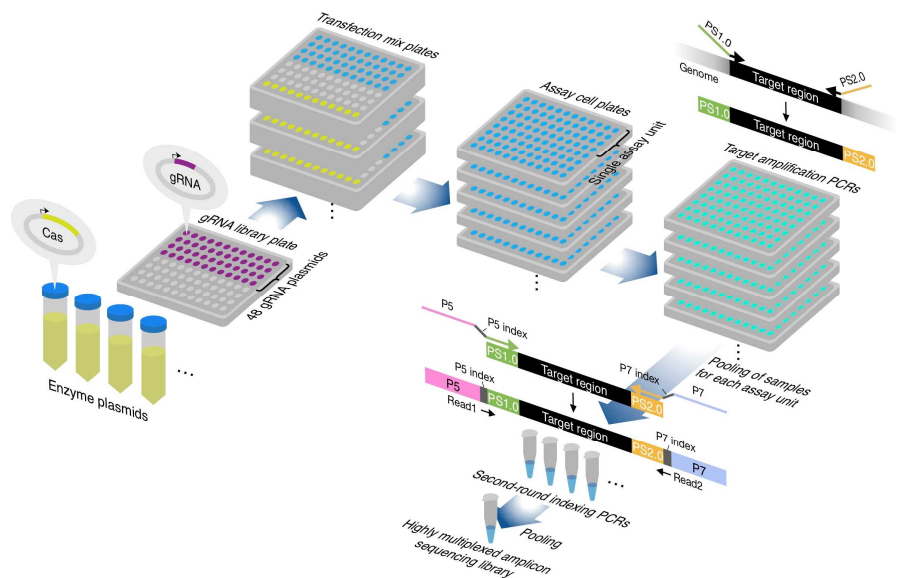 Transfection mix plates
Assay cell plates
Single assay unit
PS1.0
PS2.0
Genome
Target region
PS1.0
Target region
PS2.0
Target amplification PCRs
gRNA
Cas
gRNA library plate
48 gRNA plasmids
...
Enzyme plasmids
...
...
...
P5
P5 index
PS1.0
Target region
PS2.0
P7 index
P7
Pooling of samples
for each assay unit
P5 index
P5
PS1.0
Target region
PS2.0
P7 index
P7
Read1
Read2
...
Second-round indexing PCRs
Pooling
Highly multiplexed amplicon
sequencing library